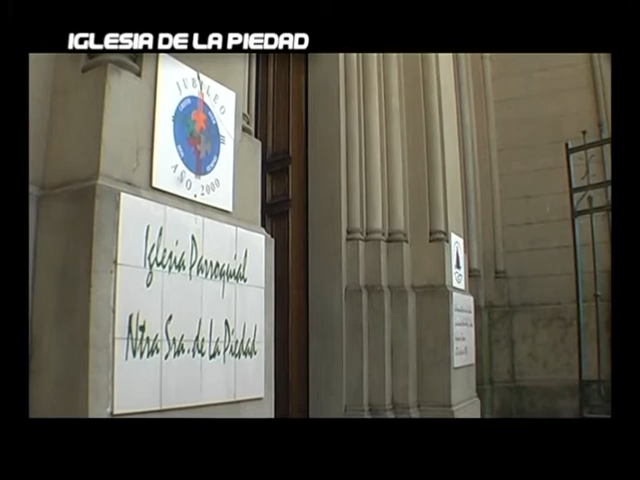 IGLESIA DE LA PIEDAD
JUBILEO
AÑO 2000
Iglesia Parroquial
Ntra Sra. de La Piedad